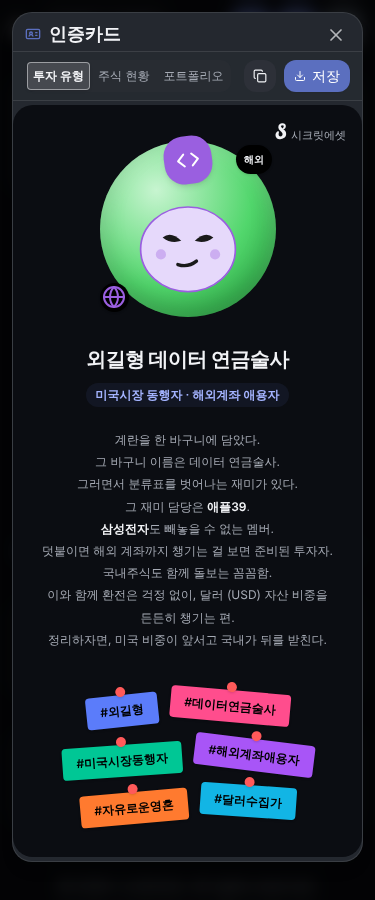 인증카드
투자 유형
주식 현황
포트폴리오
저장
시크릿에셋
해외
외길형 데이터 연금술사
미국시장 동행자 · 해외계좌 애용자
계란을 한 바구니에 담았다.
그 바구니 이름은 데이터 연금술사.
그러면서 분류표를 벗어나는 재미가 있다.
그 재미 담당은 애플39.
삼성전자도 빼놓을 수 없는 멤버.
덧붙이면 해외 계좌까지 챙기는 걸 보면 준비된 투자자.
국내주식도 함께 돌보는 꼼꼼함.
이와 함께 환전은 걱정 없이, 달러 (USD) 자산 비중을
든든히 챙기는 편.
정리하자면, 미국 비중이 앞서고 국내가 뒤를 받친다.
#외길형
#데이터연금술사
#미국시장동행자
#해외계좌애용자
#자유로운영혼
#달러수집가